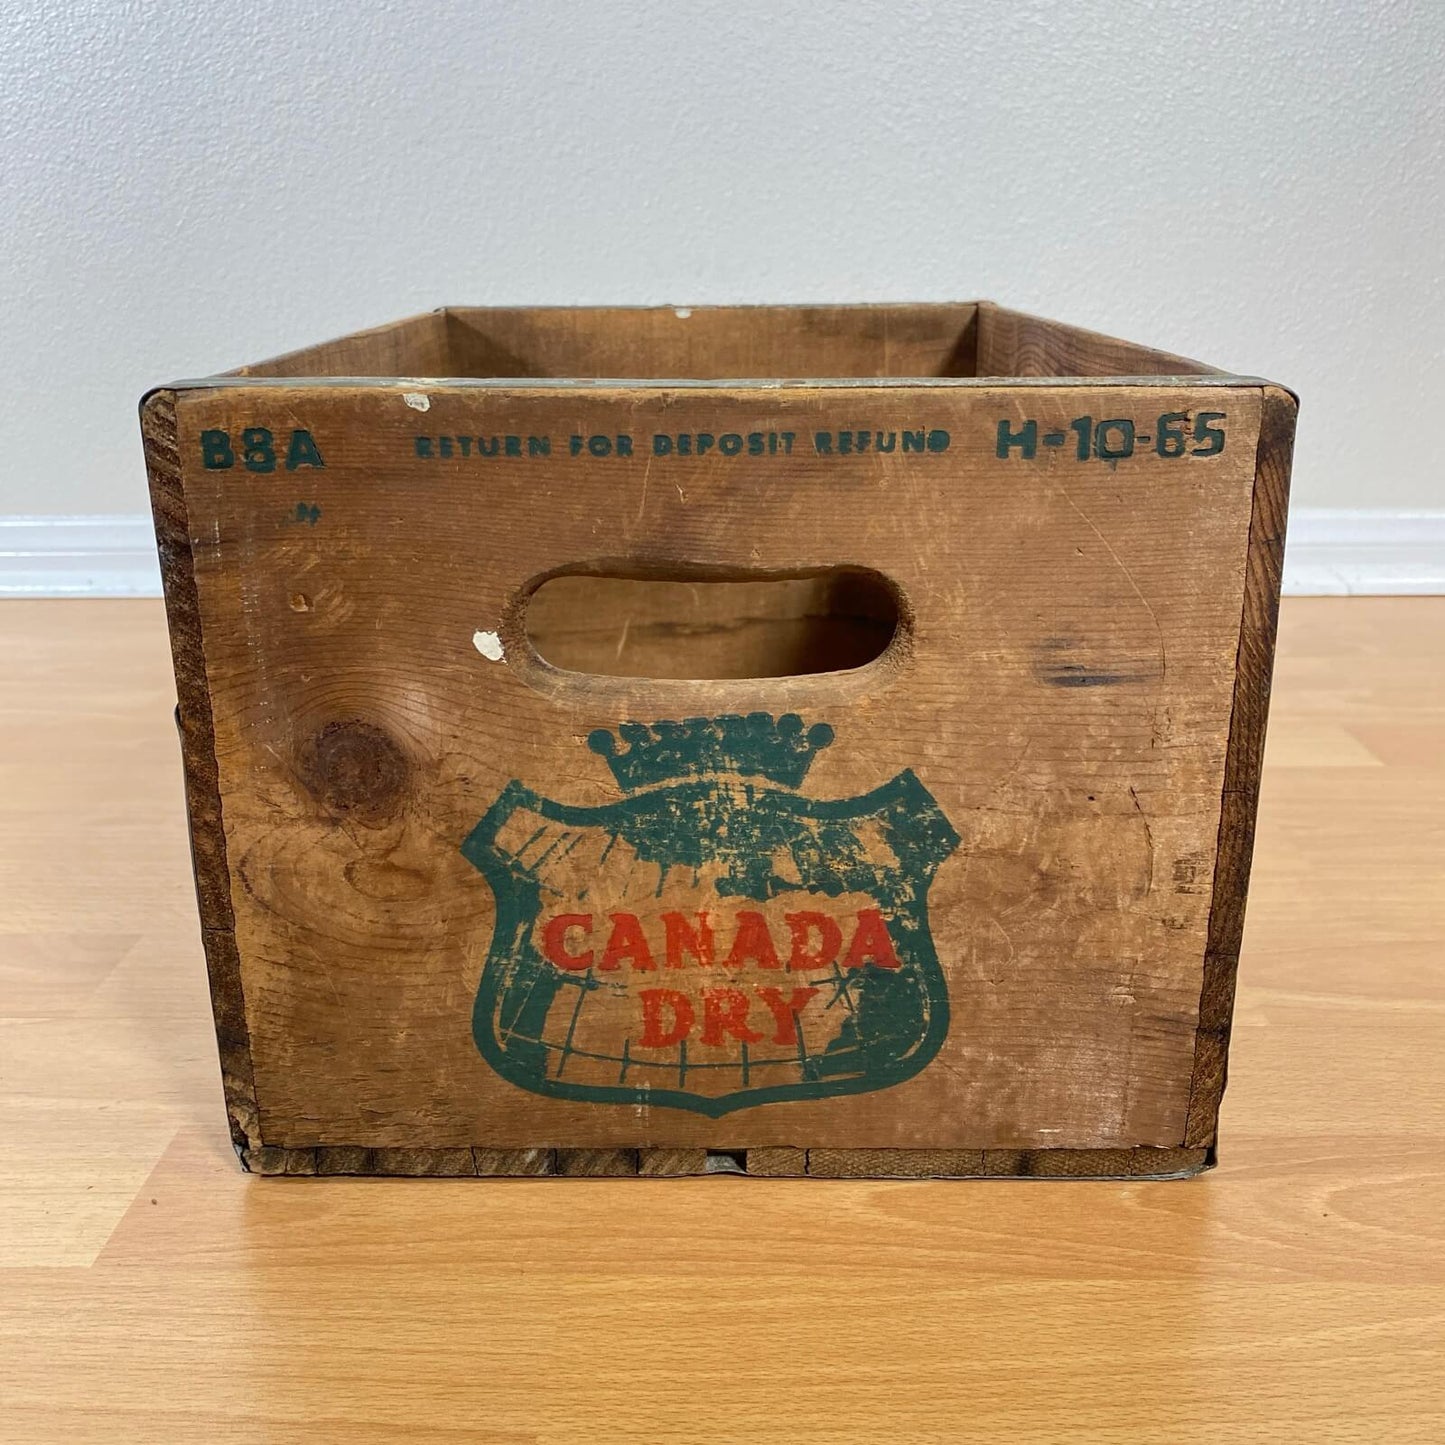 B8A RETURN FOR DEPOSIT REFUND H-10-65
CANADA
DRY